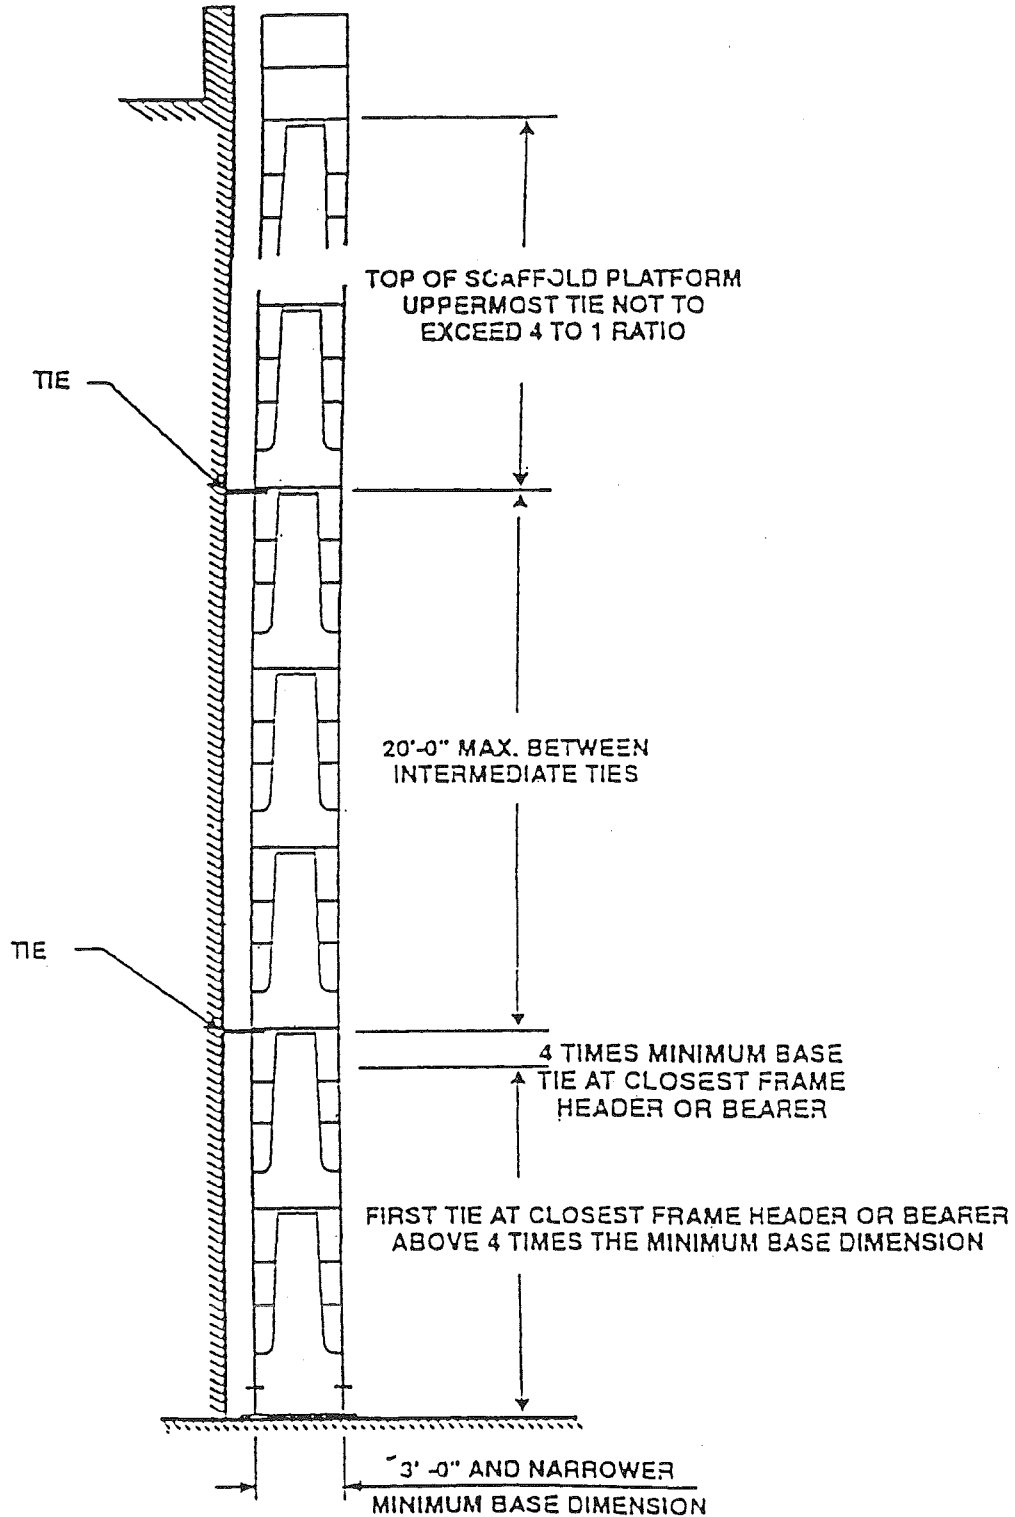 TOP OF SCAFFOLD PLATFORM
UPPERMOST TIE NOT TO
EXCEED 4 TO 1 RATIO
TIE
20'-0" MAX. BETWEEN
INTERMEDIATE TIES
TIE
4 TIMES MINIMUM BASE
TIE AT CLOSEST FRAME
HEADER OR BEARER
FIRST TIE AT CLOSEST FRAME HEADER OR BEARER
ABOVE 4 TIMES THE MINIMUM BASE DIMENSION
3'-0" AND NARROWER
MINIMUM BASE DIMENSION